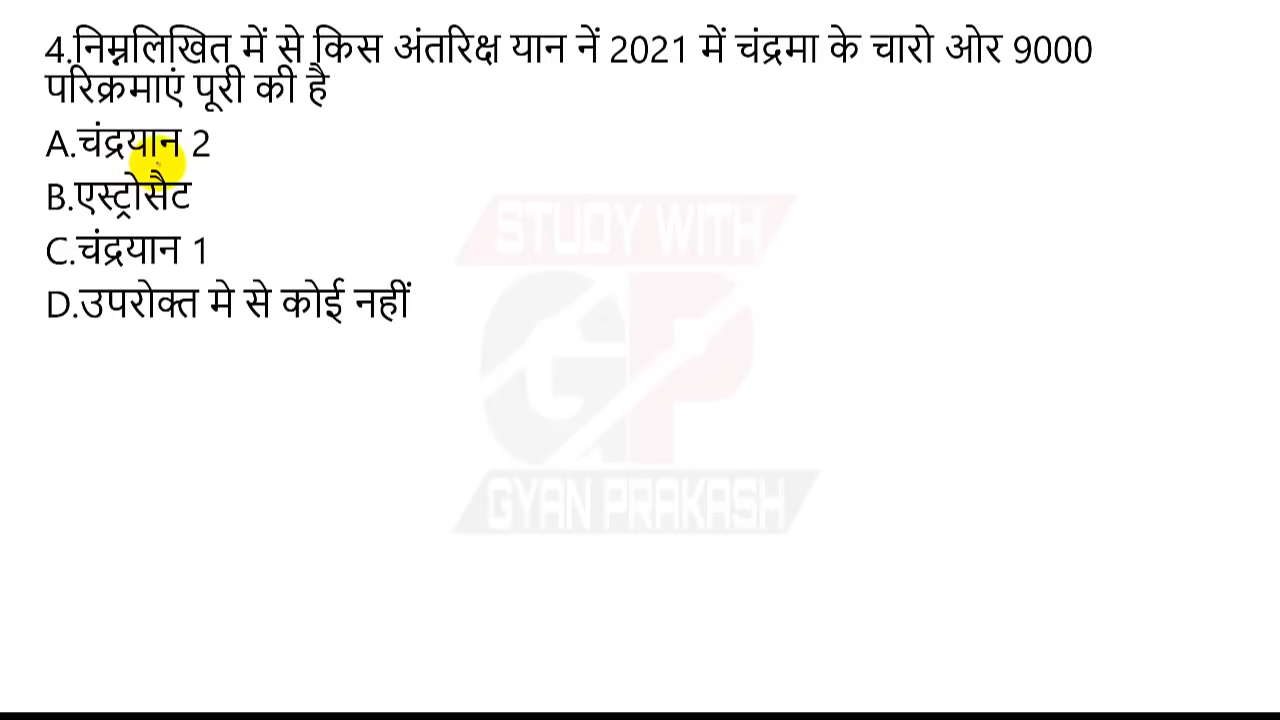 4.निम्नलिखित में से किस अंतरिक्ष यान नें 2021 में चंद्रमा के चारो ओर 9000
परिक्रमाएं पूरी की है
A.चंद्रयान 2
B.एस्ट्रोसैट
C.चंद्रयान 1
D.उपरोक्त मे से कोई नहीं
STUDY WITH
GP
GYAN PRAKASH